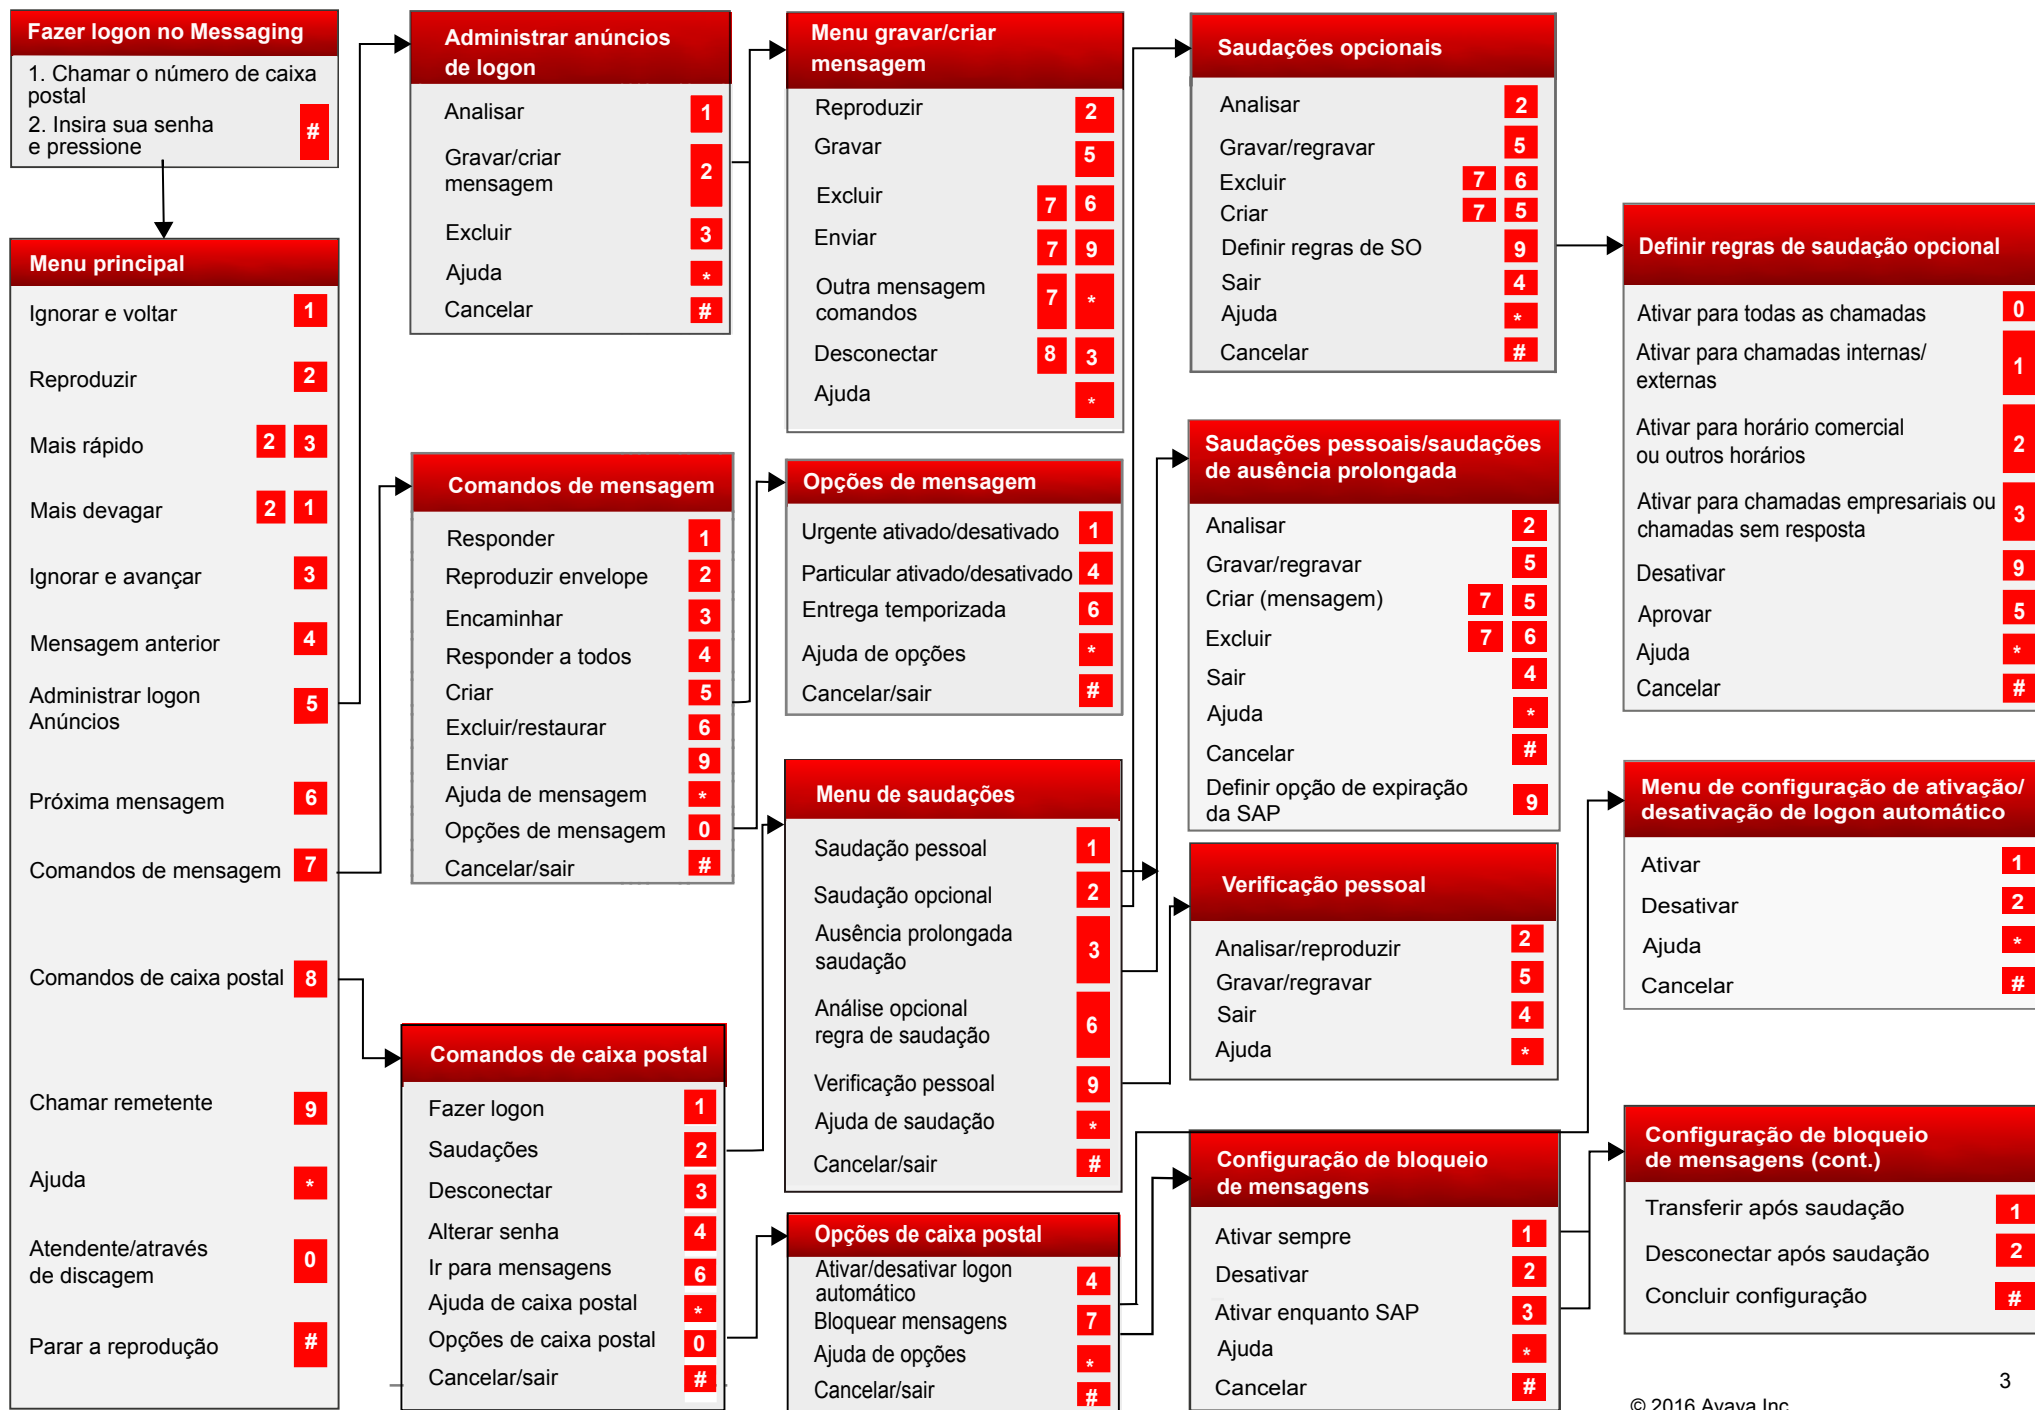 Fazer logon no Messaging
1. Chamar o número de caixa
postal
2. Insira sua senha
e pressione #
Menu principal
Ignorar e voltar 1
Reproduzir 2
Mais rápido 2 3
Mais devagar 2 1
Ignorar e avançar 3
Mensagem anterior 4
Administrar logon
Anúncios 5
Próxima mensagem 6
Comandos de mensagem 7
Comandos de caixa postal 8
Chamar remetente 9
Ajuda *
Atendente/através
de discagem 0
Parar a reprodução #
Administrar anúncios
de logon
Analisar 1
Gravar/criar
mensagem 2
Excluir 3
Ajuda *
Cancelar #
Comandos de mensagem
Responder 1
Reproduzir envelope 2
Encaminhar 3
Responder a todos 4
Criar 5
Excluir/restaurar 6
Enviar 9
Ajuda de mensagem *
Opções de mensagem 0
Cancelar/sair #
Comandos de caixa postal
Fazer logon 1
Saudações 2
Desconectar 3
Alterar senha 4
Ir para mensagens 6
Ajuda de caixa postal *
Opções de caixa postal 0
Cancelar/sair #
Menu gravar/criar
mensagem
Reproduzir 2
Gravar 5
Excluir 7 6
Enviar 7 9
Outra mensagem
comandos 7 *
Desconectar 8 3
Ajuda *
Opções de mensagem
Urgente ativado/desativado 1
Particular ativado/desativado 4
Entrega temporizada 6
Ajuda de opções *
Cancelar/sair #
Menu de saudações
Saudação pessoal 1
Saudação opcional 2
Ausência prolongada
saudação 3
Análise opcional
regra de saudação 6
Verificação pessoal 9
Ajuda de saudação *
Cancelar/sair #
Opções de caixa postal
Ativar/desativar logon
automático 4
Bloquear mensagens 7
Ajuda de opções *
Cancelar/sair #
Saudações opcionais
Analisar 2
Gravar/regravar 5
Excluir 7 6
Criar 7 5
Definir regras de SO 9
Sair 4
Ajuda *
Cancelar #
Saudações pessoais/saudações
de ausência prolongada
Analisar 2
Gravar/regravar 5
Criar (mensagem) 7 5
Excluir 7 6
Sair 4
Ajuda *
Cancelar #
Definir opção de expiração
da SAP 9
Verificação pessoal
Analisar/reproduzir 2
Gravar/regravar 5
Sair 4
Ajuda *
Configuração de bloqueio
de mensagens
Ativar sempre 1
Desativar 2
Ativar enquanto SAP 3
Ajuda *
Cancelar #
Definir regras de saudação opcional
Ativar para todas as chamadas 0
Ativar para chamadas internas/
externas 1
Ativar para horário comercial
ou outros horários 2
Ativar para chamadas empresariais ou
chamadas sem resposta 3
Desativar 9
Aprovar 5
Ajuda *
Cancelar #
Menu de configuração de ativação/
desativação de logon automático
Ativar 1
Desativar 2
Ajuda *
Cancelar #
Configuração de bloqueio
de mensagens (cont.)
Transferir após saudação 1
Desconectar após saudação 2
Concluir configuração #
3
© 2016 Avaya Inc